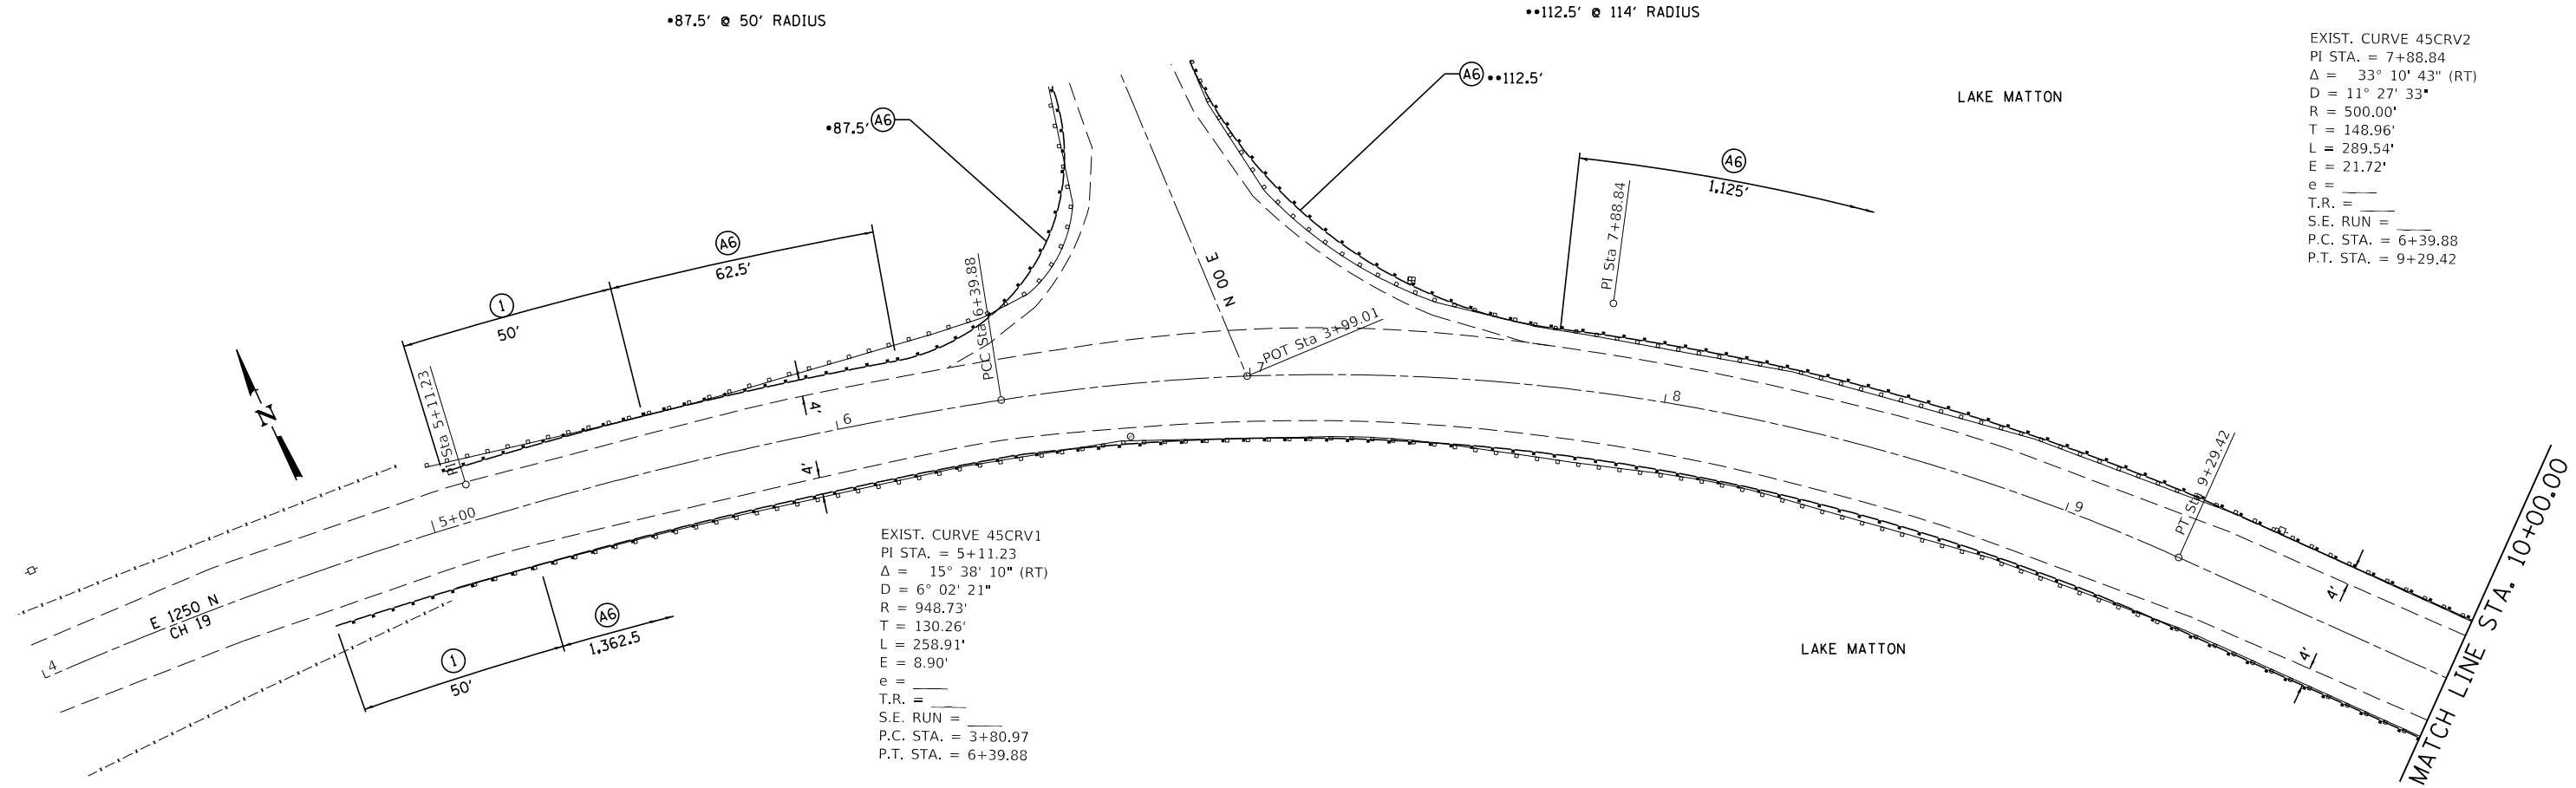 •87.5' @ 50' RADIUS
••112.5' @ 114' RADIUS
EXIST. CURVE 45CRV2
PI STA. = 7+88.84
Δ = 33° 10' 43" (RT)
D = 11° 27' 33"
R = 500.00'
T = 148.96'
L = 289.54'
E = 21.72'
e = ____
T.R. = ____
S.E. RUN = ____
P.C. STA. = 6+39.88
P.T. STA. = 9+29.42
A6 ••112.5'
LAKE MATTON
•87.5' A6
A6
1,125'
PI Sta 7+88.84
A6
62.5'
1
50'
PCC Sta 6+39.88
E 00 N
POT Sta 3+99.01
7
PI Sta 5+11.23
N
4'
6
8
4'
5+00
9
PT Sta 9+29.42
MATCH LINE STA. 10+00.00
4'
4'
E 1250 N
CH 19
4
1
50'
A6
1,362.5
EXIST. CURVE 45CRV1
PI STA. = 5+11.23
Δ = 15° 38' 10" (RT)
D = 6° 02' 21"
R = 948.73'
T = 130.26'
L = 258.91'
E = 8.90'
e = ____
T.R. = ____
S.E. RUN = ____
P.C. STA. = 3+80.97
P.T. STA. = 6+39.88
LAKE MATTON